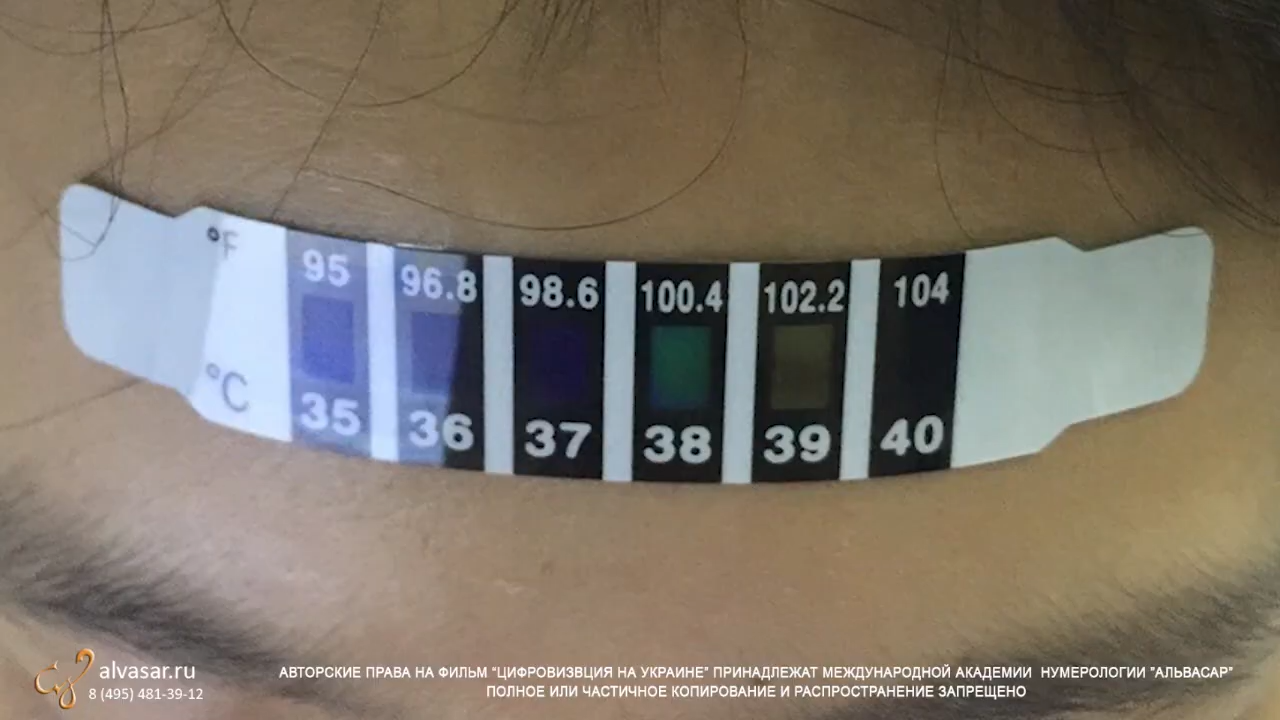 °F
95 96.8 98.6 100.4 102.2 104
°C
35 36 37 38 39 40
alvasar.ru
8 (495) 481-39-12
АВТОРСКИЕ ПРАВА НА ФИЛЬМ “ЦИФРОВИЗВЦИЯ НА УКРАИНЕ” ПРИНАДЛЕЖАТ МЕЖДУНАРОДНОЙ АКАДЕМИИ НУМЕРОЛОГИИ "АЛЬВАСАР"
ПОЛНОЕ ИЛИ ЧАСТИЧНОЕ КОПИРОВАНИЕ И РАСПРОСТРАНЕНИЕ ЗАПРЕЩЕНО